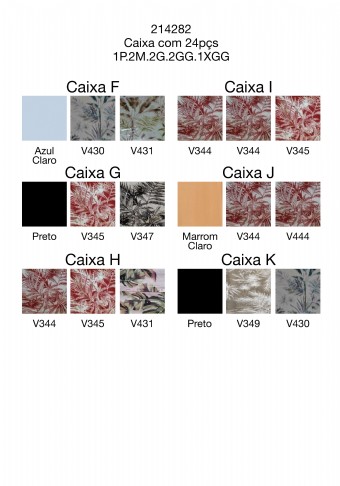 214282
Caixa com 24pçs
1P.2M.2G.2GG.1XGG
Caixa F
Azul Claro
V430
V431
Caixa I
V344
V344
V345
Caixa G
Preto
V345
V347
Caixa J
Marrom Claro
V344
V444
Caixa H
V344
V345
V431
Caixa K
Preto
V349
V430